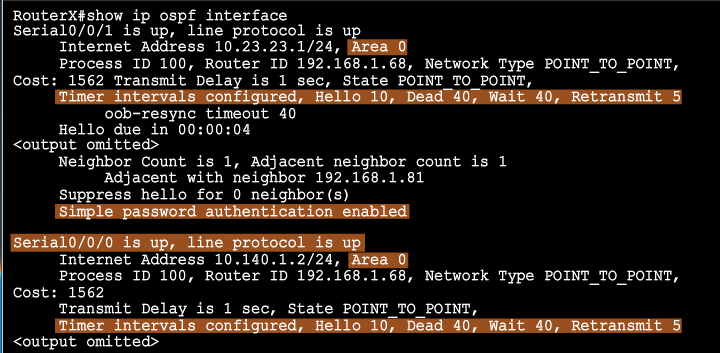 RouterX#show ip ospf interface
Serial0/0/1 is up, line protocol is up
Internet Address 10.23.23.1/24, Area 0
Process ID 100, Router ID 192.168.1.68, Network Type POINT_TO_POINT,
Cost: 1562 Transmit Delay is 1 sec, State POINT_TO_POINT,
Timer intervals configured, Hello 10, Dead 40, Wait 40, Retransmit 5
oob-resync timeout 40
Hello due in 00:00:04
<output omitted>
Neighbor Count is 1, Adjacent neighbor count is 1
Adjacent with neighbor 192.168.1.81
Suppress hello for 0 neighbor(s)
Simple password authentication enabled
Serial0/0/0 is up, line protocol is up
Internet Address 10.140.1.2/24, Area 0
Process ID 100, Router ID 192.168.1.68, Network Type POINT_TO_POINT,
Cost: 1562
Transmit Delay is 1 sec, State POINT_TO_POINT,
Timer intervals configured, Hello 10, Dead 40, Wait 40, Retransmit 5
<output omitted>